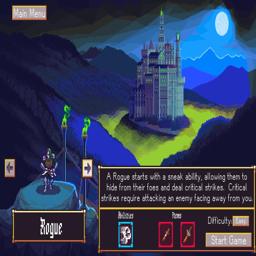 Main Menu
A Rogue starts with a sneak ability, allowing them to
hide from their foes and deal critical strikes. Critical
strikes require attacking an enemy facing away from you.
Rogue
Abilities
Items
Difficulty: Easy
Start Game